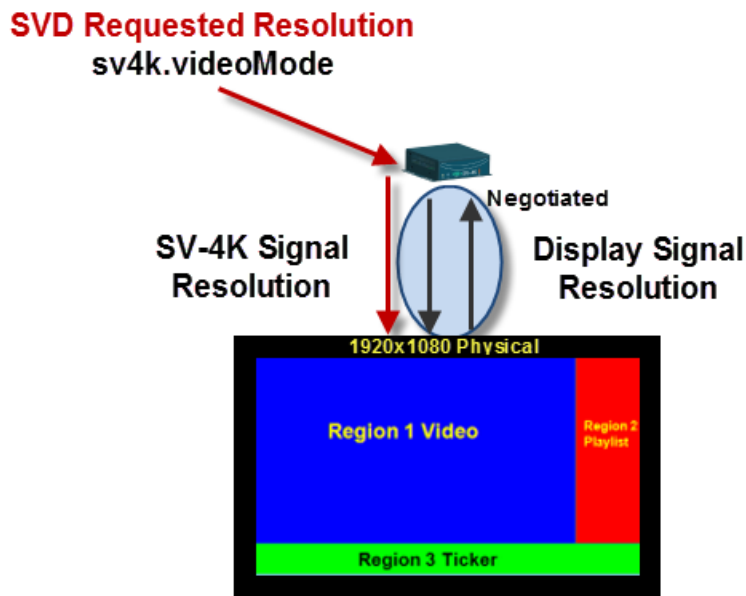 SVD Requested Resolution
sv4k.videoMode
Negotiated
SV-4K Signal
Resolution
Display Signal
Resolution
1920x1080 Physical
Region 1 Video
Region 2
Playlist
Region 3 Ticker